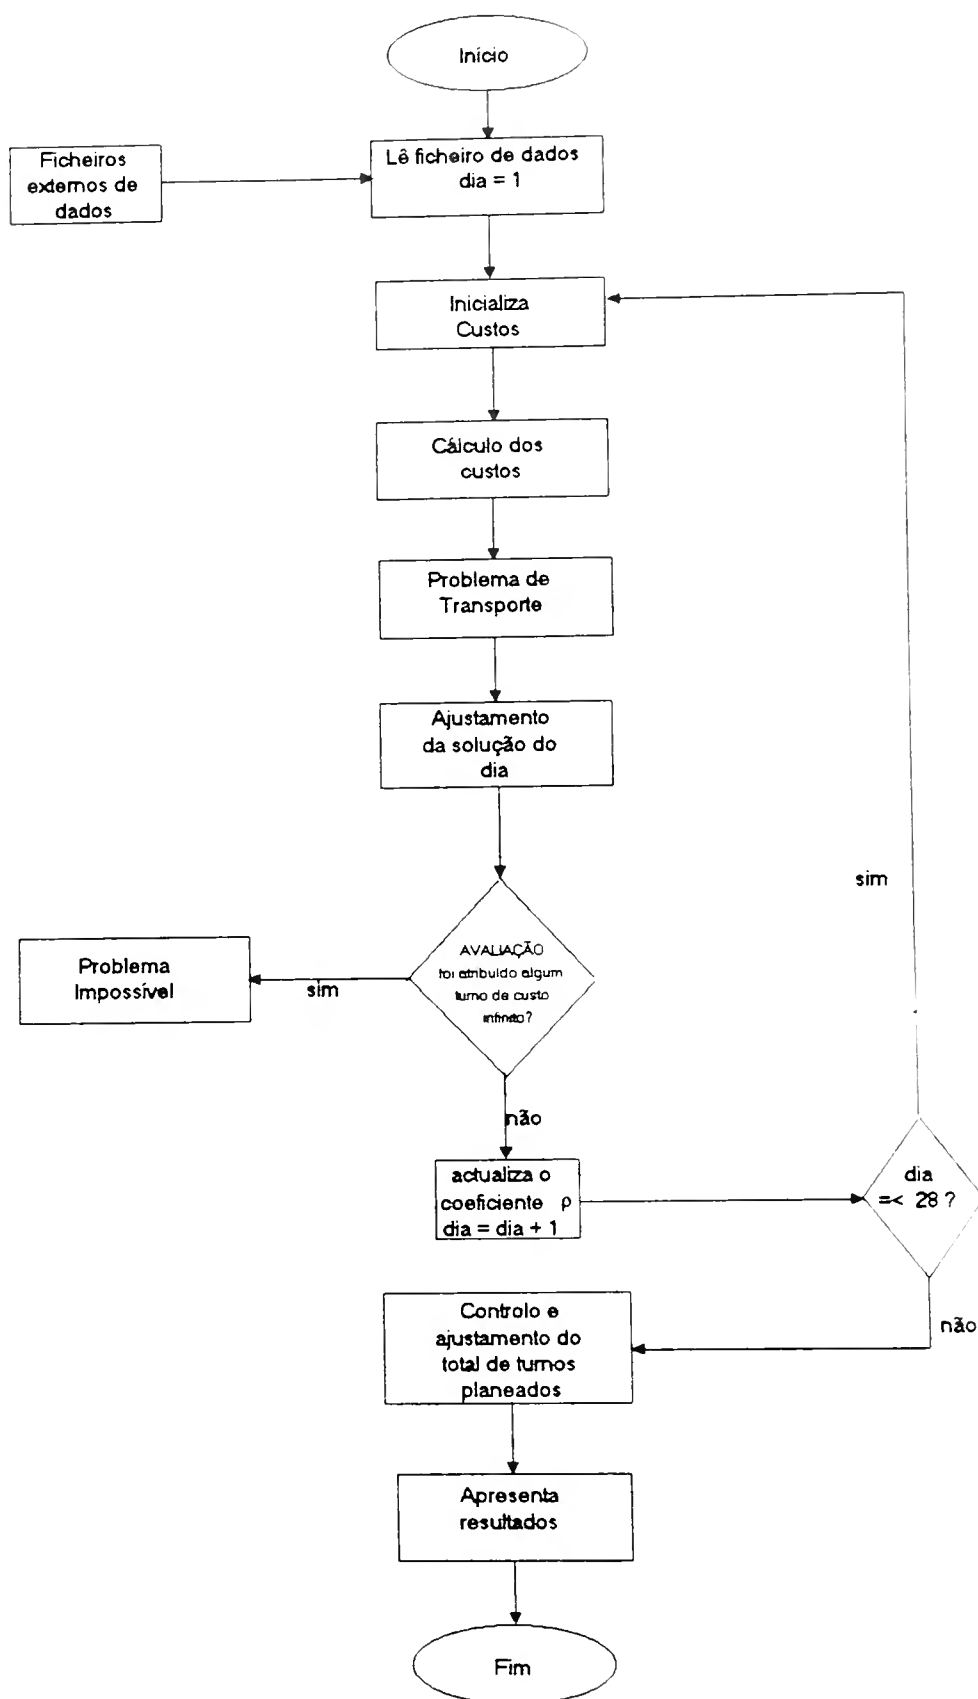 Início
Ficheiros
externos de
dados
Lê ficheiro de dados
dia = 1
Inicializa
Custos
Cálculo dos
custos
Problema de
Transporte
Ajustamento
da solução do
dia
AVALIAÇÃO
foi atribuído algum
turno de custo
infinito?
sim
Problema
Impossível
não
actualiza o
coeficiente ρ
dia = dia + 1
dia
=< 28 ?
sim
não
Controlo e
ajustamento do
total de turnos
planeados
Apresenta
resultados
Fim